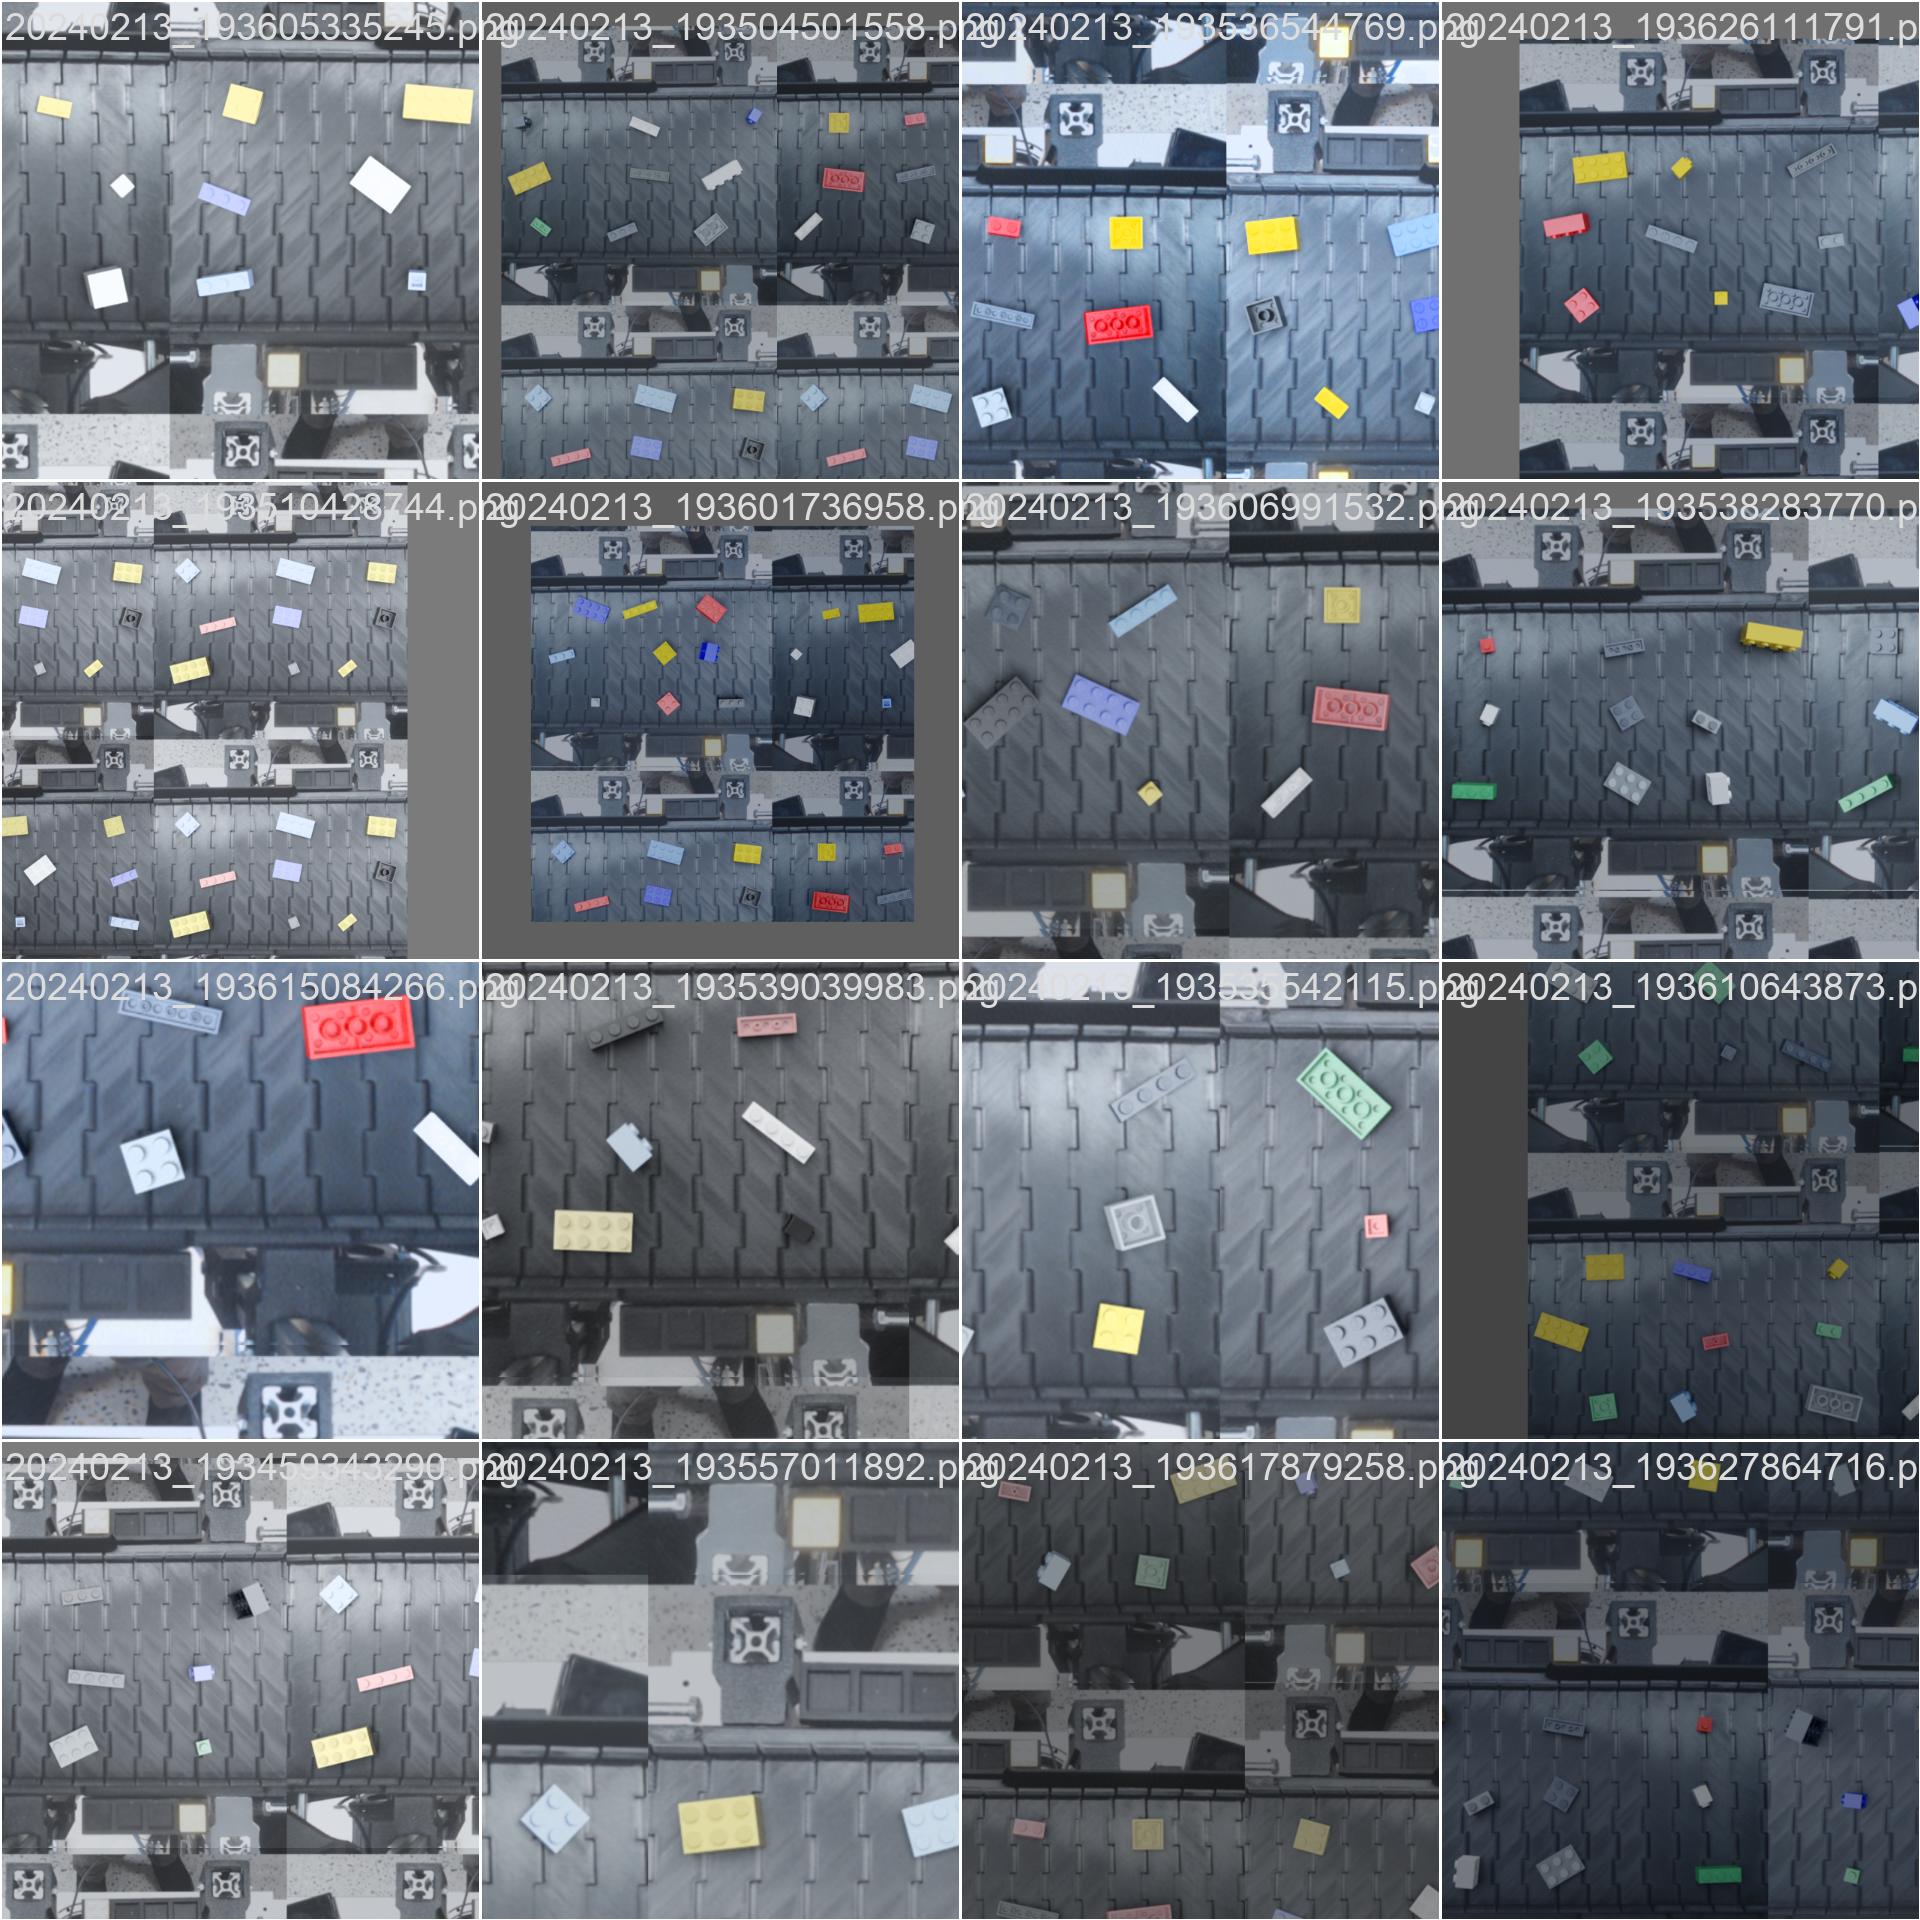 20240213_193605335245.png
20240213_193504501558.png
20240213_193536544769.png
20240213_193626111791.p
20240213_193510428744.png
20240213_193601736958.png
20240213_193606991532.png
20240213_193538283770.p
20240213_193615084266.png
20240213_193539039983.png
20240213_193535542115.png
20240213_193610643873.p
20240213_193459343290.png
20240213_193557011892.png
20240213_193617879258.png
20240213_193627864716.p